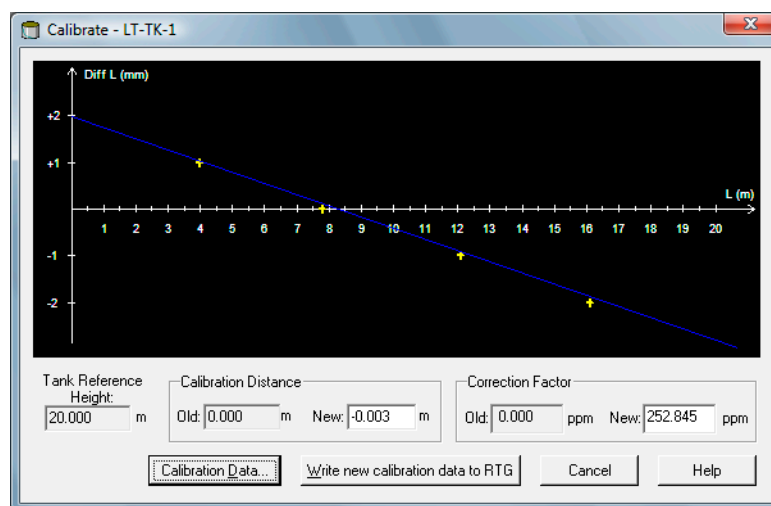 Calibrate - LT-TK-1
Diff L (mm)
+2
+1
L (m)
1 2 3 4 5 6 7 8 9 10 11 12 13 14 15 16 17 18 19 20
-1
-2
Tank Reference Height:
20.000 m
Calibration Distance
Old: 0.000 m New: -0.003 m
Correction Factor
Old: 0.000 ppm New: 252.845 ppm
Calibration Data... Write new calibration data to RTG Cancel Help